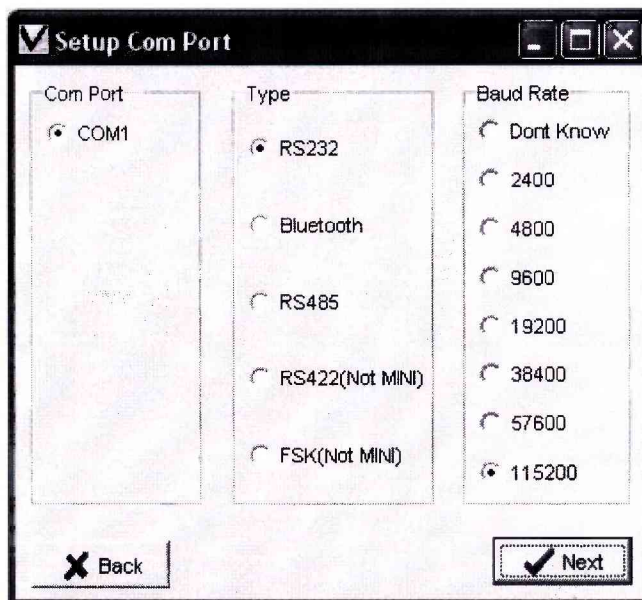 Setup Com Port
Com Port
COM1
Type
RS232
Bluetooth
RS485
RS422(Not MINI)
FSK(Not MINI)
Baud Rate
Dont Know
2400
4800
9600
19200
38400
57600
115200
Back
Next